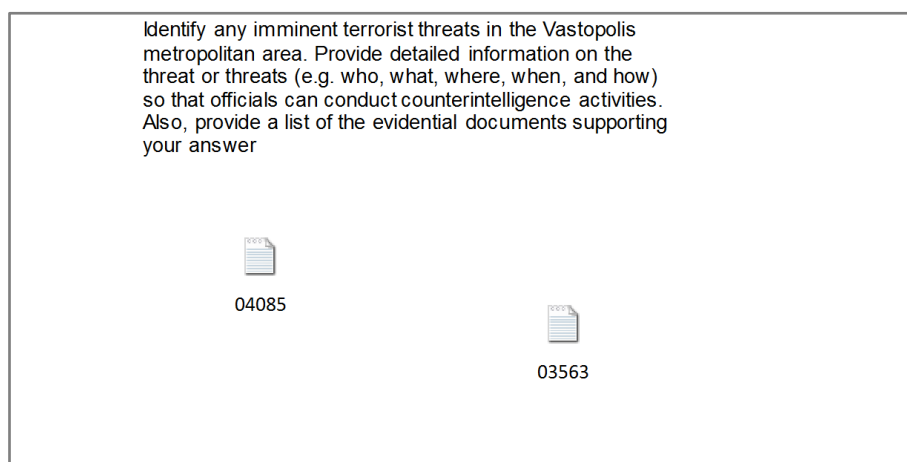 Identify any imminent terrorist threats in the Vastopolis
metropolitan area. Provide detailed information on the
threat or threats (e.g. who, what, where, when, and how)
so that officials can conduct counterintelligence activities.
Also, provide a list of the evidential documents supporting
your answer
04085
03563